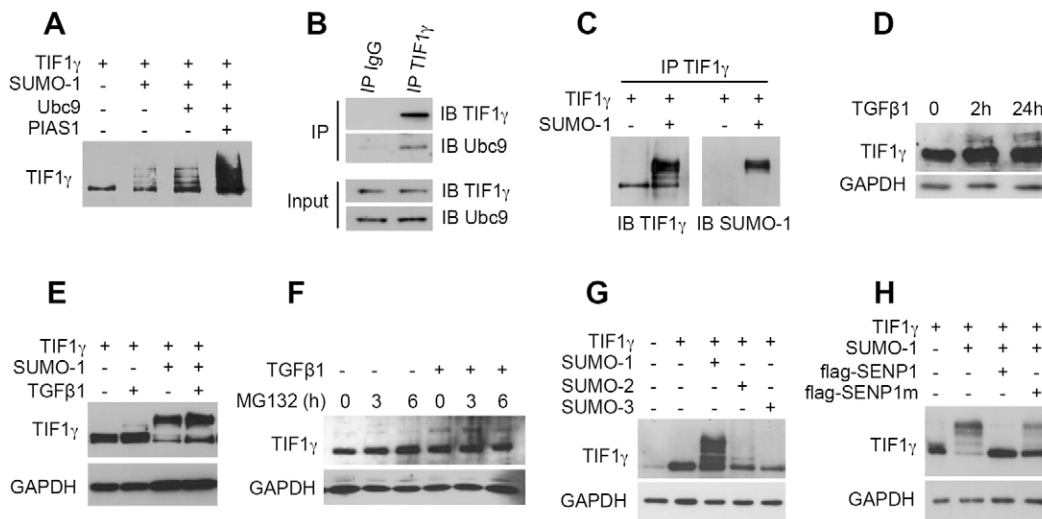 A
TIF1γ + + + +
SUMO-1 - + + +
Ubc9 - - + +
PIAS1 - - - +
TIF1γ
B
IP IgG
IP TIF1γ
IP
IB TIF1γ
IB Ubc9
Input
IB TIF1γ
IB Ubc9
C
IP TIF1γ
TIF1γ + + + +
SUMO-1 - + - +
IB TIF1γ IB SUMO-1
D
TGFβ1 0 2h 24h
TIF1γ
GAPDH
E
TIF1γ + + + +
SUMO-1 - - + +
TGFβ1 - + - +
TIF1γ
GAPDH
F
TGFβ1 - - - + + +
MG132 (h) 0 3 6 0 3 6
TIF1γ
GAPDH
G
TIF1γ - + + + +
SUMO-1 - - + - -
SUMO-2 - - - + -
SUMO-3 - - - - +
TIF1γ
GAPDH
H
TIF1γ + + + +
SUMO-1 - + + +
flag-SENP1 - - + -
flag-SENP1m - - - +
TIF1γ
GAPDH